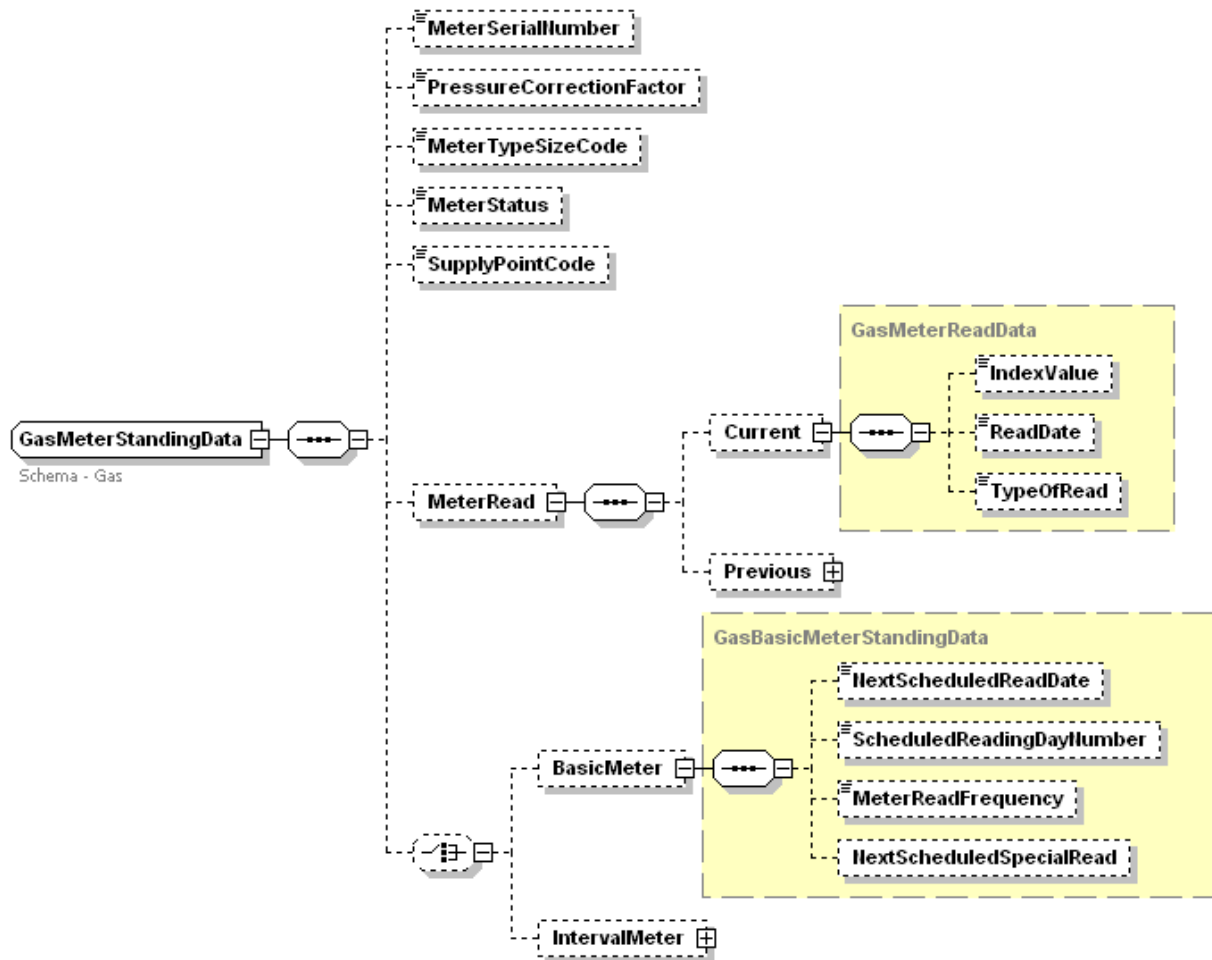 MeterSerialNumber
PressureCorrectionFactor
MeterTypeSizeCode
MeterStatus
SupplyPointCode
GasMeterReadData
IndexValue
GasMeterStandingData
Schema - Gas
Current
ReadDate
MeterRead
TypeOfRead
Previous
GasBasicMeterStandingData
NextScheduledReadDate
ScheduledReadingDayNumber
BasicMeter
MeterReadFrequency
NextScheduledSpecialRead
IntervalMeter